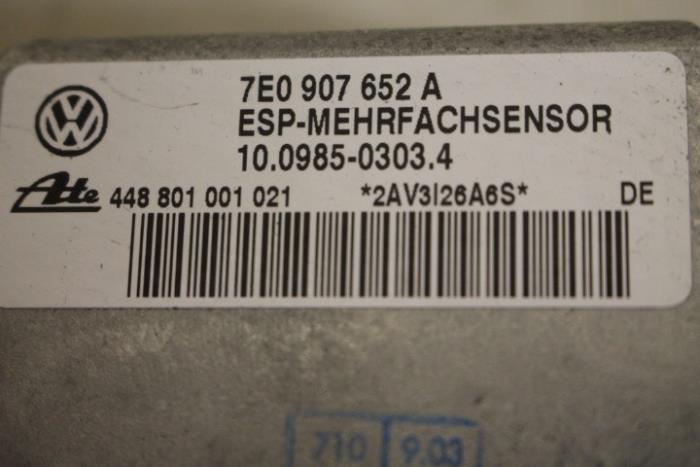 7E0 907 652 A
ESP-MEHRFACHSENSOR
10.0985-0303.4
Ate 448 801 001 021 *2AV3I26A6S* DE
710 9.03